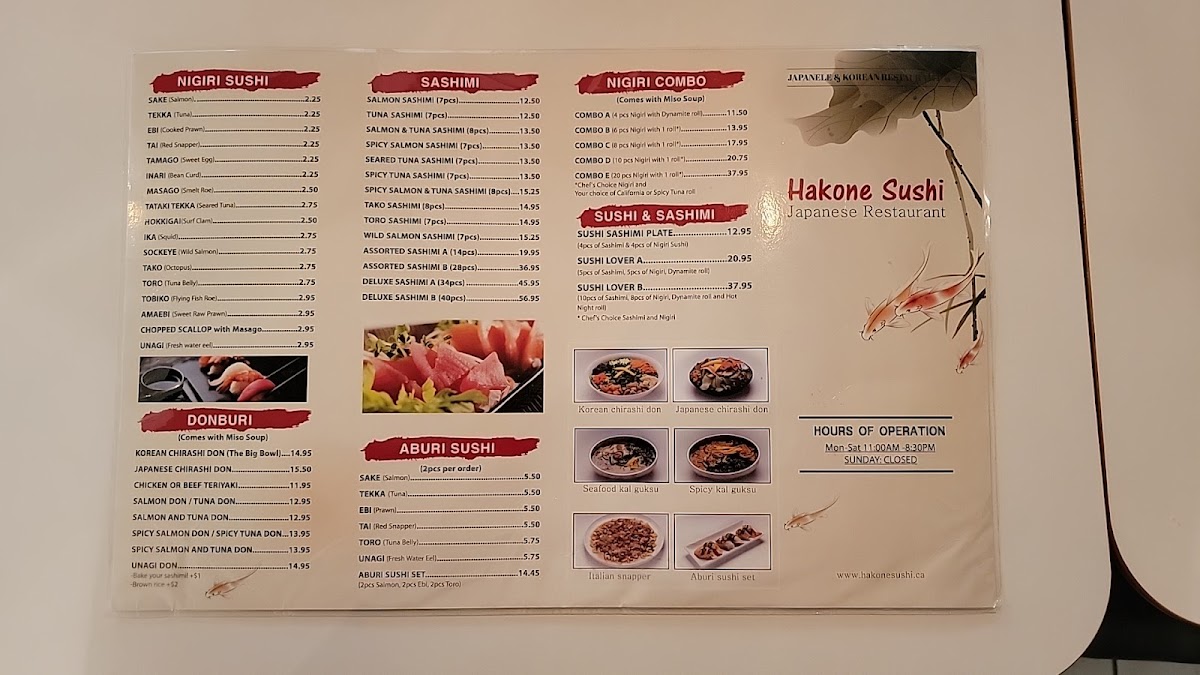 NIGIRI SUSHI
SAKE (Salmon) 2.25
TEKKA (Tuna) 2.25
EBI (Cooked Prawn) 2.25
TAI (Red Snapper) 2.25
TAMAGO (Sweet Egg) 2.25
INARI (Bean Curd) 2.25
MASAGO (Smelt Roe) 2.50
TATAKI TEKKA (Seared Tuna) 2.75
HOKKIGAI(Surf Clam) 2.50
IKA (Squid) 2.75
SOCKEYE (Wild Salmon) 2.75
TAKO (Octopus) 2.75
TORO (Tuna Belly) 2.75
TOBIKO (Flying Fish Roe) 2.95
AMAEBI (Sweet Raw Prawn) 2.95
CHOPPED SCALLOP with Masago 2.95
UNAGI (Fresh water eel) 2.95
DONBURI
(Comes with Miso Soup)
KOREAN CHIRASHI DON (The Big Bowl) 14.95
JAPANESE CHIRASHI DON 15.50
CHICKEN OR BEEF TERIYAKI 11.95
SALMON DON / TUNA DON 12.95
SALMON AND TUNA DON 12.95
SPICY SALMON DON / SPICY TUNA DON 13.95
SPICY SALMON AND TUNA DON 13.95
UNAGI DON 14.95
-Bake your sashimi! +$1
-Brown rice +$2
SASHIMI
SALMON SASHIMI (7pcs) 12.50
TUNA SASHIMI (7pcs) 12.50
SALMON & TUNA SASHIMI (8pcs) 13.50
SPICY SALMON SASHIMI (7pcs) 13.50
SEARED TUNA SASHIMI (7pcs) 13.50
SPICY TUNA SASHIMI (7pcs) 13.50
SPICY SALMON & TUNA SASHIMI (8pcs) 15.25
TAKO SASHIMI (8pcs) 14.95
TORO SASHIMI (7pcs) 14.95
WILD SALMON SASHIMI (7pcs) 15.25
ASSORTED SASHIMI A (14pcs) 19.95
ASSORTED SASHIMI B (28pcs) 36.95
DELUXE SASHIMI A (34pcs) 45.95
DELUXE SASHIMI B (40pcs) 56.95
ABURI SUSHI
(2pcs per order)
SAKE (Salmon) 5.50
TEKKA (Tuna) 5.50
EBI (Prawn) 5.50
TAI (Red Snapper) 5.50
TORO (Tuna Belly) 5.75
UNAGI (Fresh Water Eel) 5.75
ABURI SUSHI SET 14.45
(2pcs Salmon, 2pcs Ebi, 2pcs Toro)
NIGIRI COMBO
(Comes with Miso Soup)
COMBO A (4 pcs Nigiri with Dynamite roll) 11.50
COMBO B (6 pcs Nigiri with 1 roll*) 13.95
COMBO C (8 pcs Nigiri with 1 roll*) 17.95
COMBO D (10 pcs Nigiri with 1 roll*) 20.75
COMBO E (20 pcs Nigiri with 1 roll*) 37.95
*Chef's Choice Nigiri and
Your choice of California or Spicy Tuna roll
SUSHI & SASHIMI
SUSHI SASHIMI PLATE 12.95
(4pcs of Sashimi & 4pcs of Nigiri Sushi)
SUSHI LOVER A 20.95
(5pcs of Sashimi, 5pcs of Nigiri, Dynamite roll)
SUSHI LOVER B 37.95
(10pcs of Sashimi, 8pcs of Nigiri, Dynamite roll and Hot
Night roll)
* Chef's Choice Sashimi and Nigiri
Korean chirashi don Japanese chirashi don
Seafood kal guksu Spicy kal guksu
Italian snapper Aburi sushi set
JAPANELE & KOREAN RESTAURANT
Hakone Sushi
Japanese Restaurant
HOURS OF OPERATION
Mon-Sat 11:00AM -8:30PM
SUNDAY: CLOSED
www.hakonesushi.ca